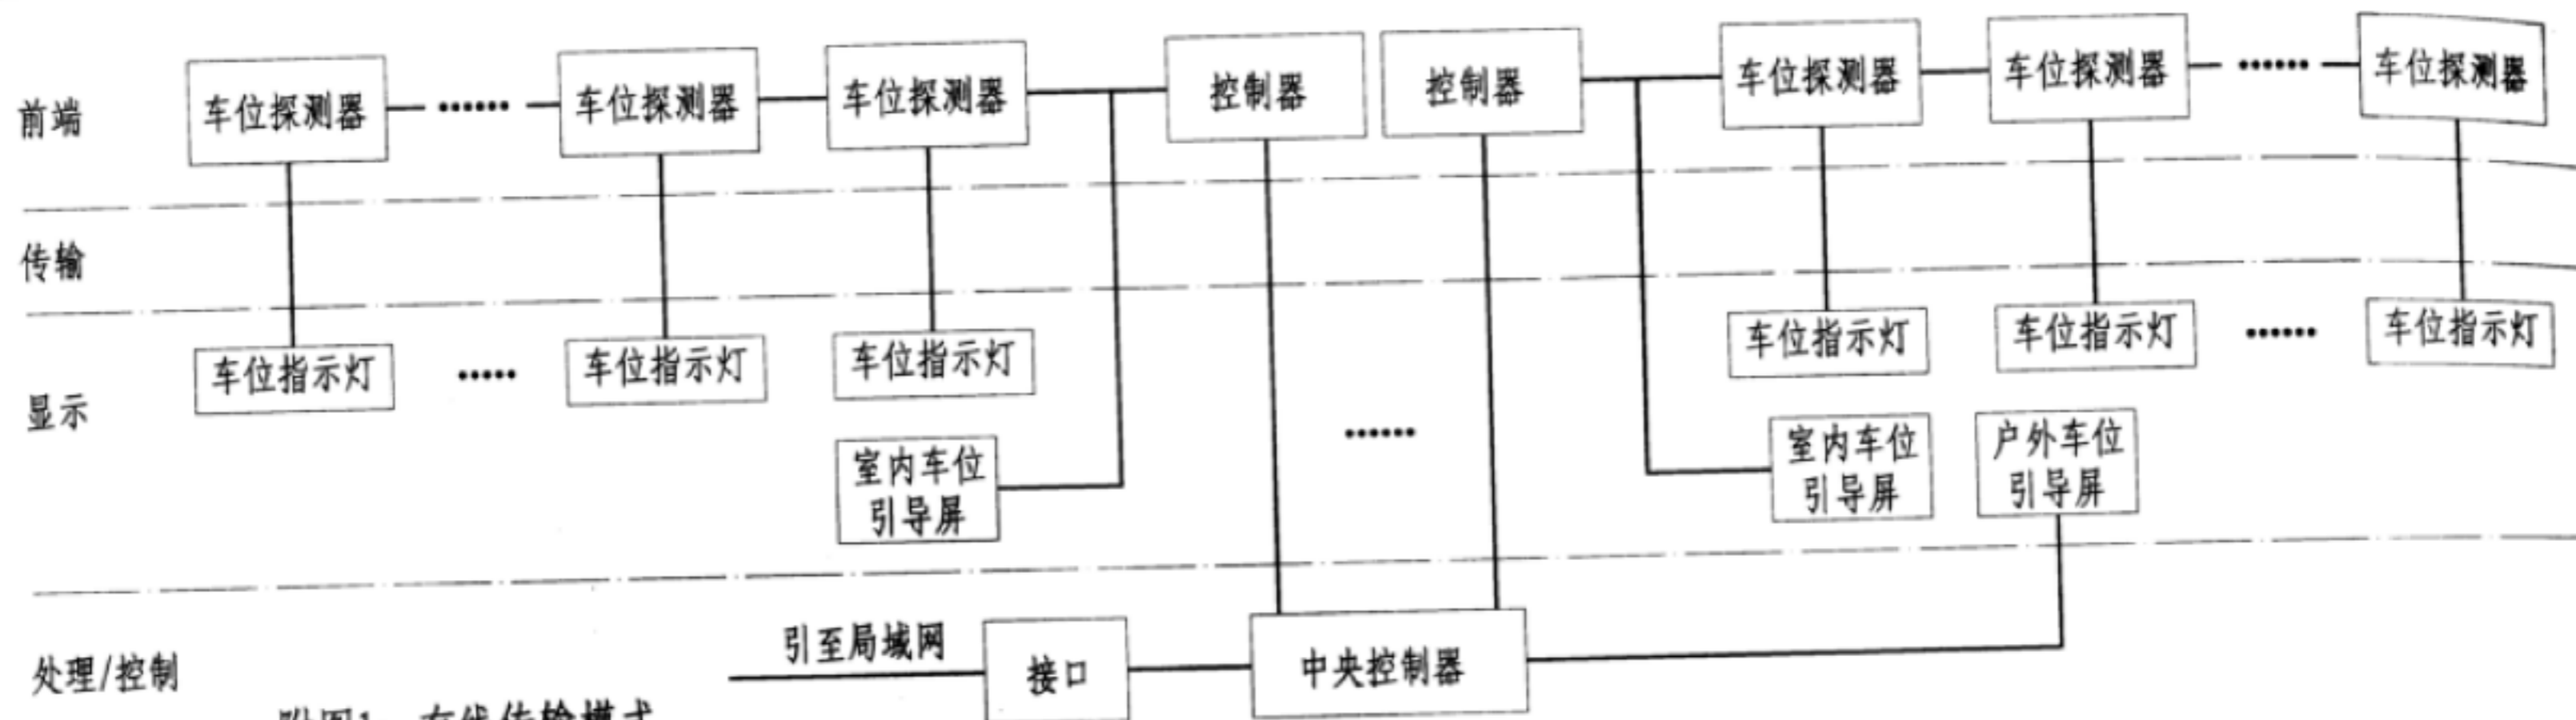 前端
车位探测器 ······ 车位探测器 车位探测器 控制器 控制器 车位探测器 车位探测器 ······ 车位探测器
传输
显示
车位指示灯 ····· 车位指示灯 车位指示灯 车位指示灯 车位指示灯 ······ 车位指示灯
······
室内车位
引导屏
室内车位
引导屏
户外车位
引导屏
处理/控制
引至局域网
接口
中央控制器